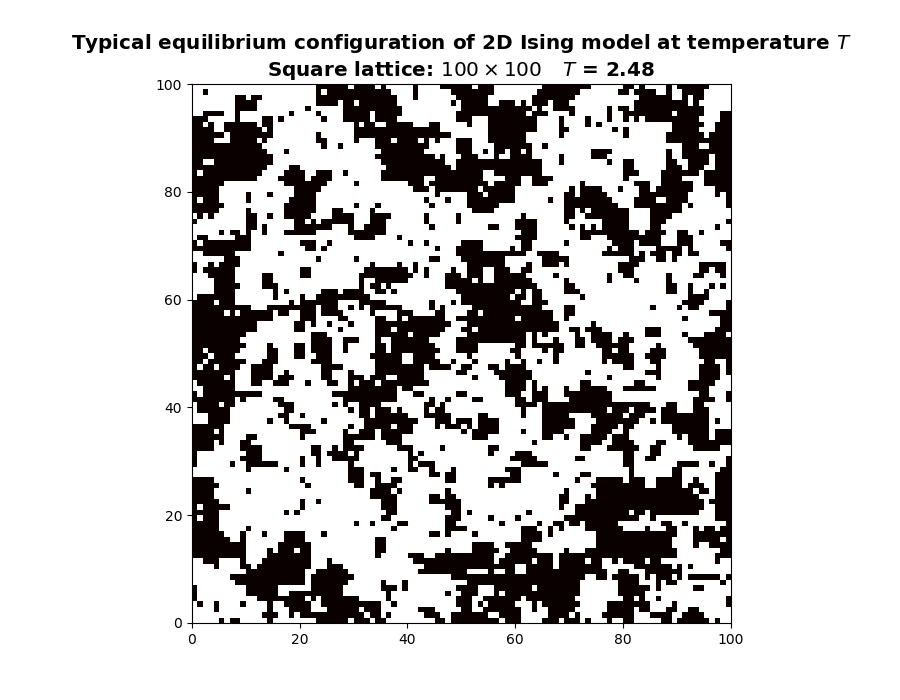 Typical equilibrium configuration of 2D Ising model at temperature T
Square lattice: 100 × 100 T = 2.48
100
80
60
40
20
0
0 20 40 60 80 100